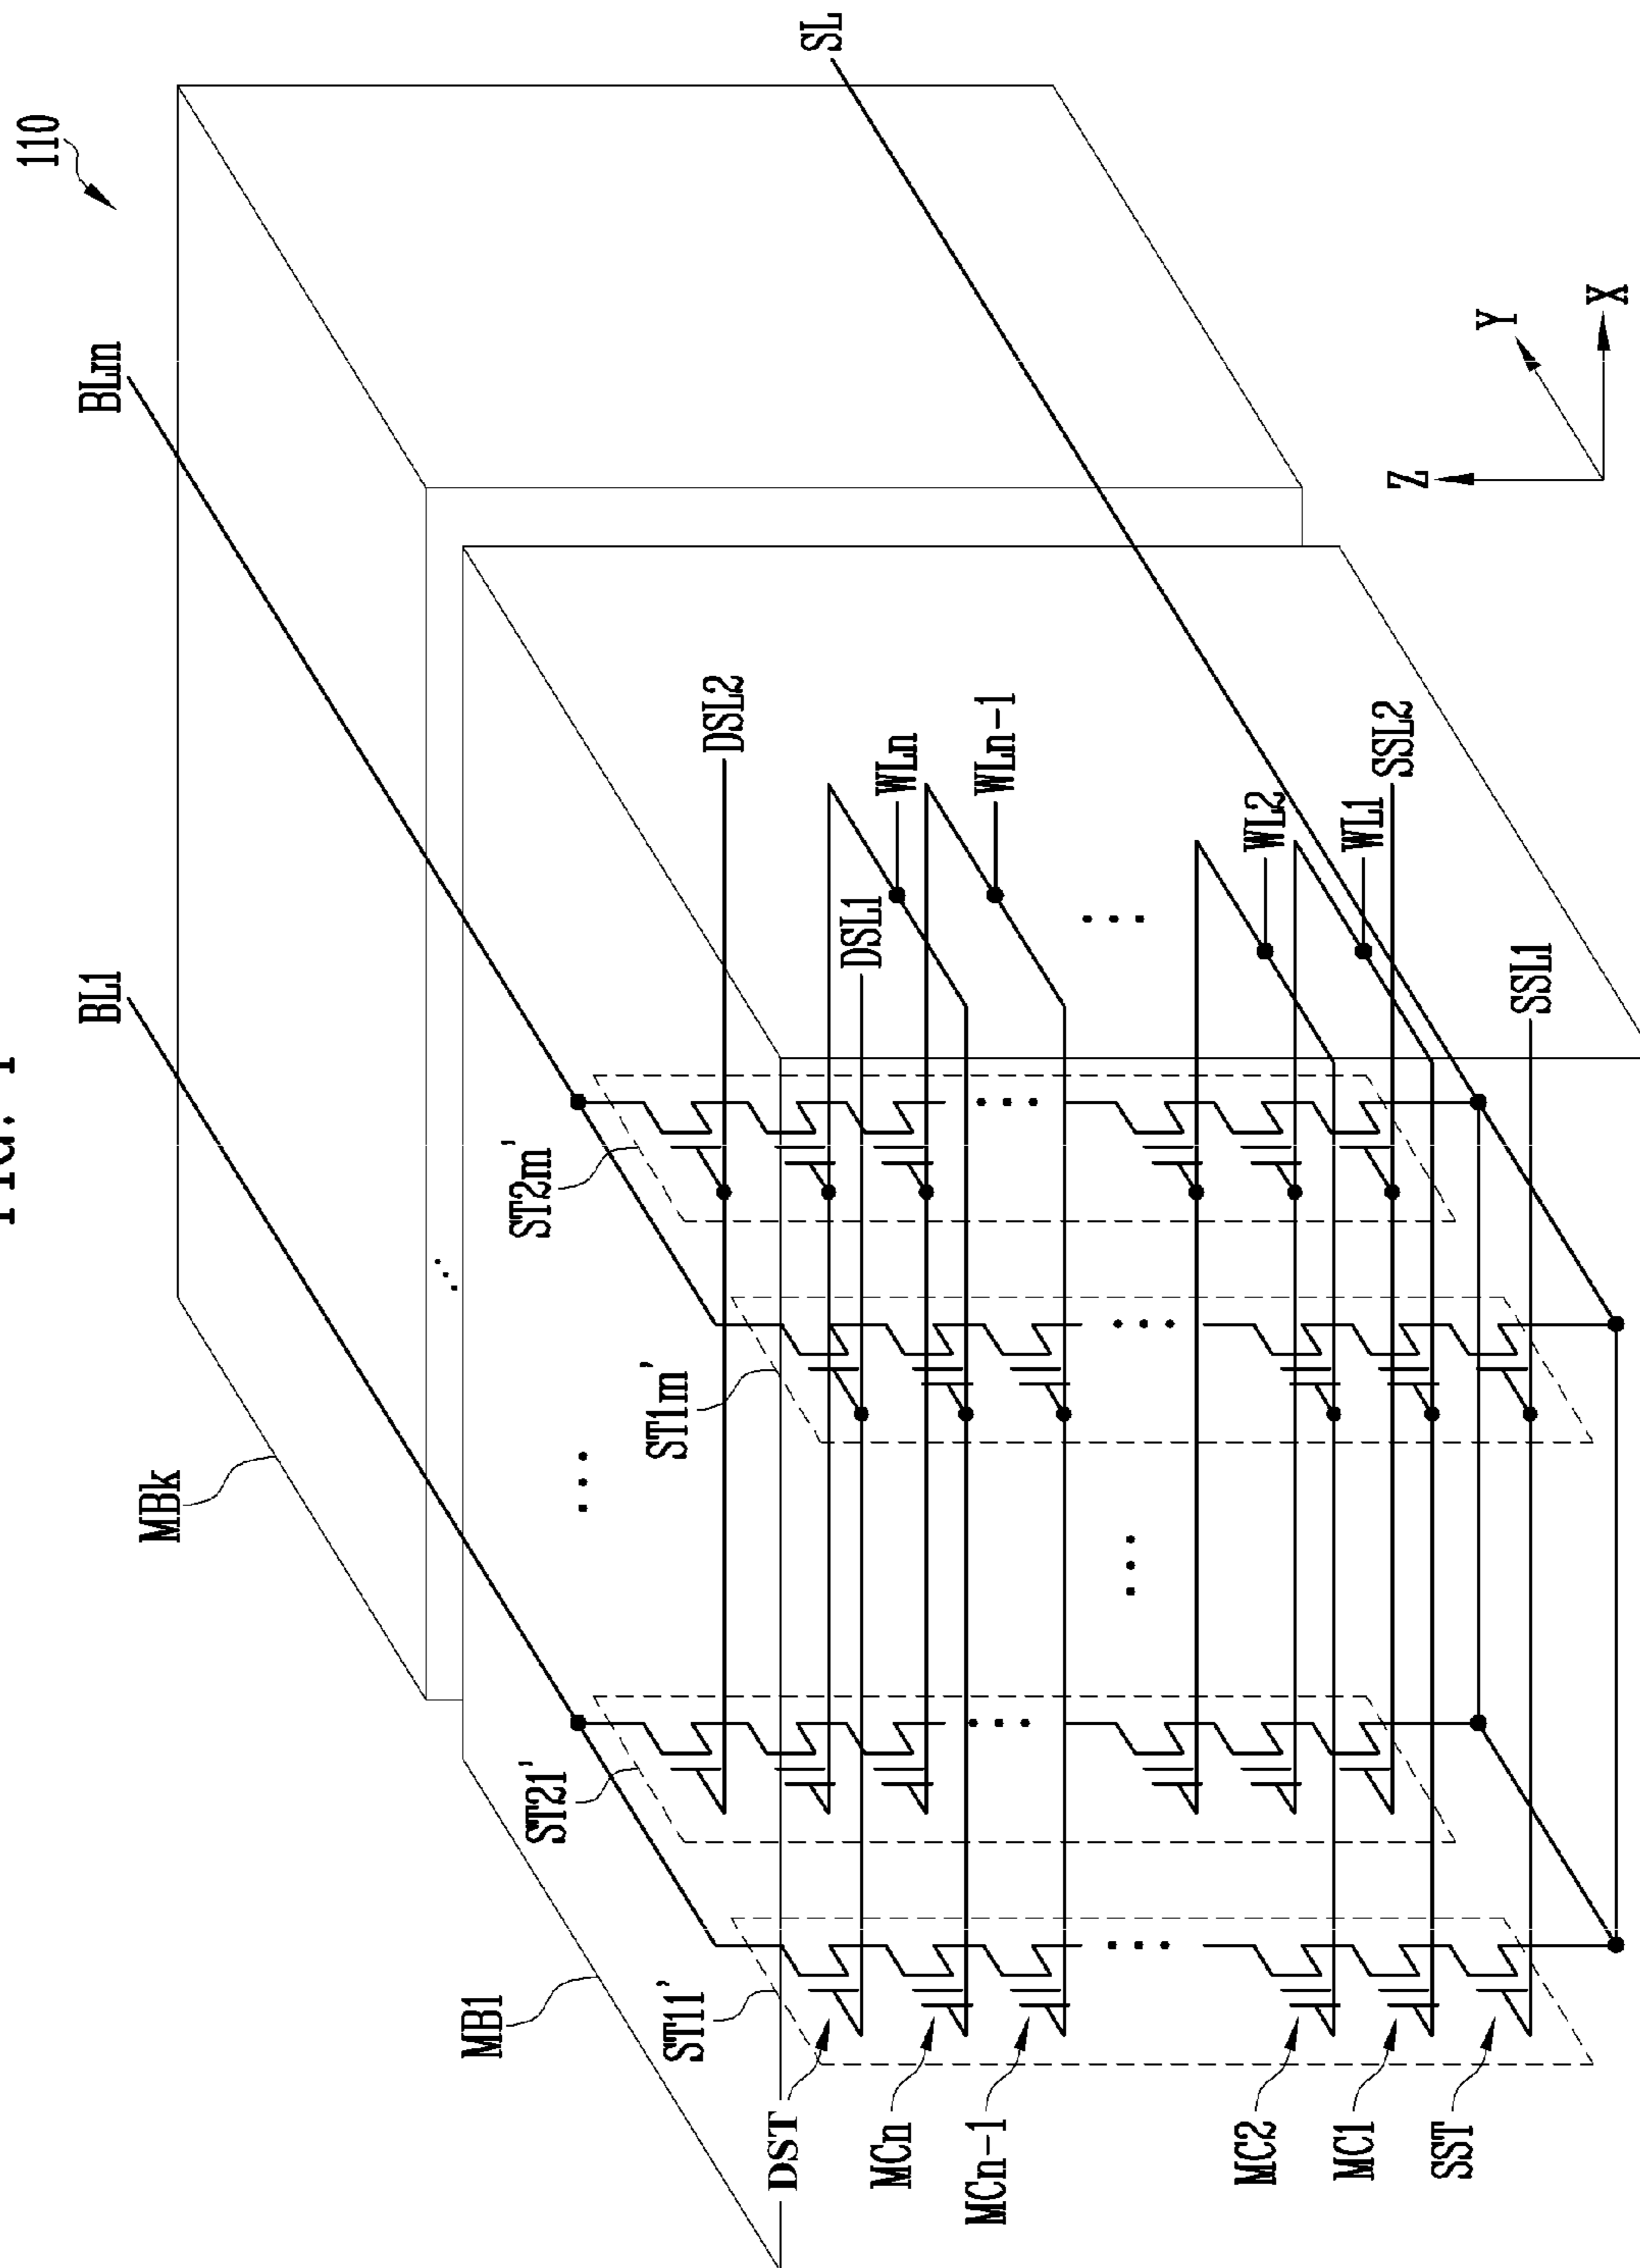 FIG.
110
BL1
BLm
MBk
SL
MB1
ST21'
ST2m'
ST11'
ST1m'
DSL2
DST
DSL1
WLn
MCn
WLn-1
MCn-1
MC2
WL2
MC1
WL1
SSL2
SST
SSL1
Z
Y
X